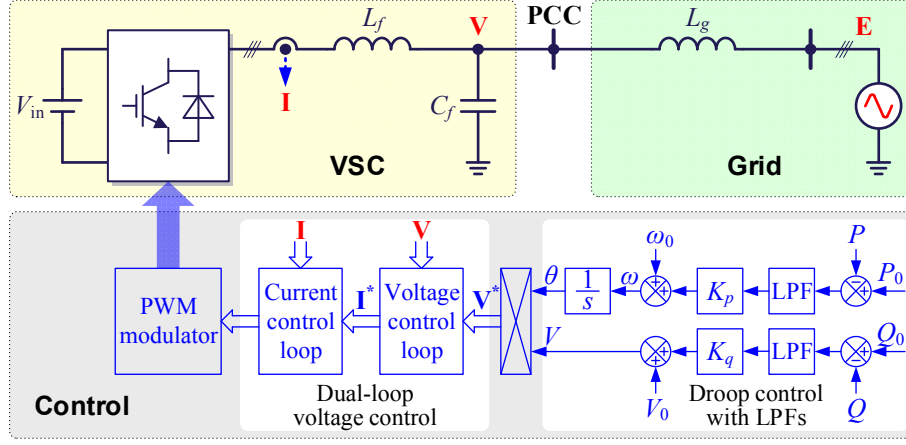 L_f
V
PCC
L_g
E
V_in
I
C_f
VSC
Grid
I
V
ω_0
P
θ
1/s
ω
K_p
LPF
P_0
PWM
modulator
Current
control
loop
I*
Voltage
control
loop
V*
V
K_q
LPF
Q_0
Control
Dual-loop
voltage control
V_0
Droop control
with LPFs
Q
+
+
+
−
+
+
+
−